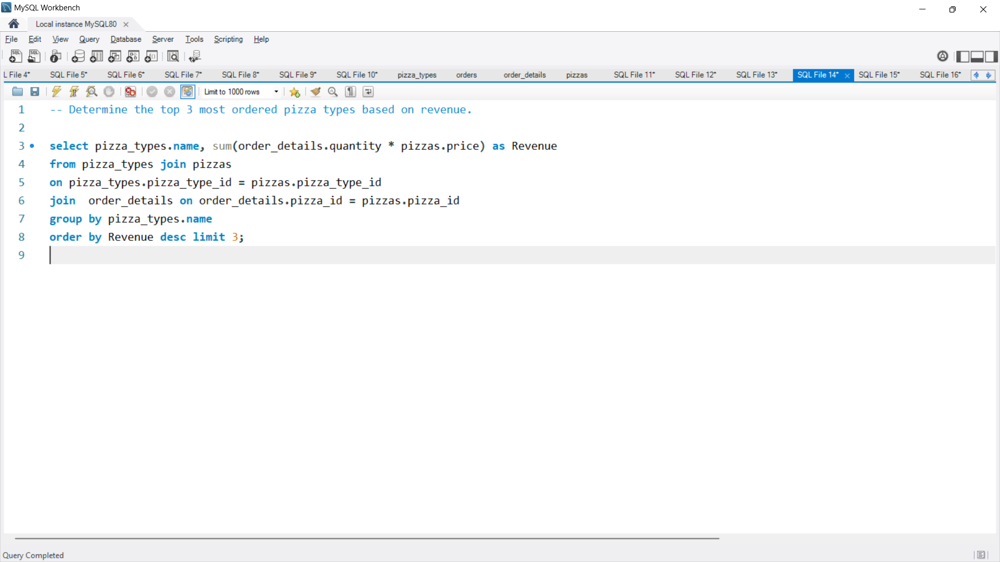 MySQL Workbench
Local instance MySQL80
File Edit View Query Database Server Tools Scripting Help
L File 4* SQL File 5* SQL File 6* SQL File 7* SQL File 8* SQL File 9* SQL File 10* pizza_types orders order_details pizzas SQL File 11* SQL File 12* SQL File 13* SQL File 14* SQL File 15* SQL File 16*
Limit to 1000 rows
1 -- Determine the top 3 most ordered pizza types based on revenue.
2
3 select pizza_types.name, sum(order_details.quantity * pizzas.price) as Revenue
4 from pizza_types join pizzas
5 on pizza_types.pizza_type_id = pizzas.pizza_type_id
6 join  order_details on order_details.pizza_id = pizzas.pizza_id
7 group by pizza_types.name
8 order by Revenue desc limit 3;
9
Query Completed